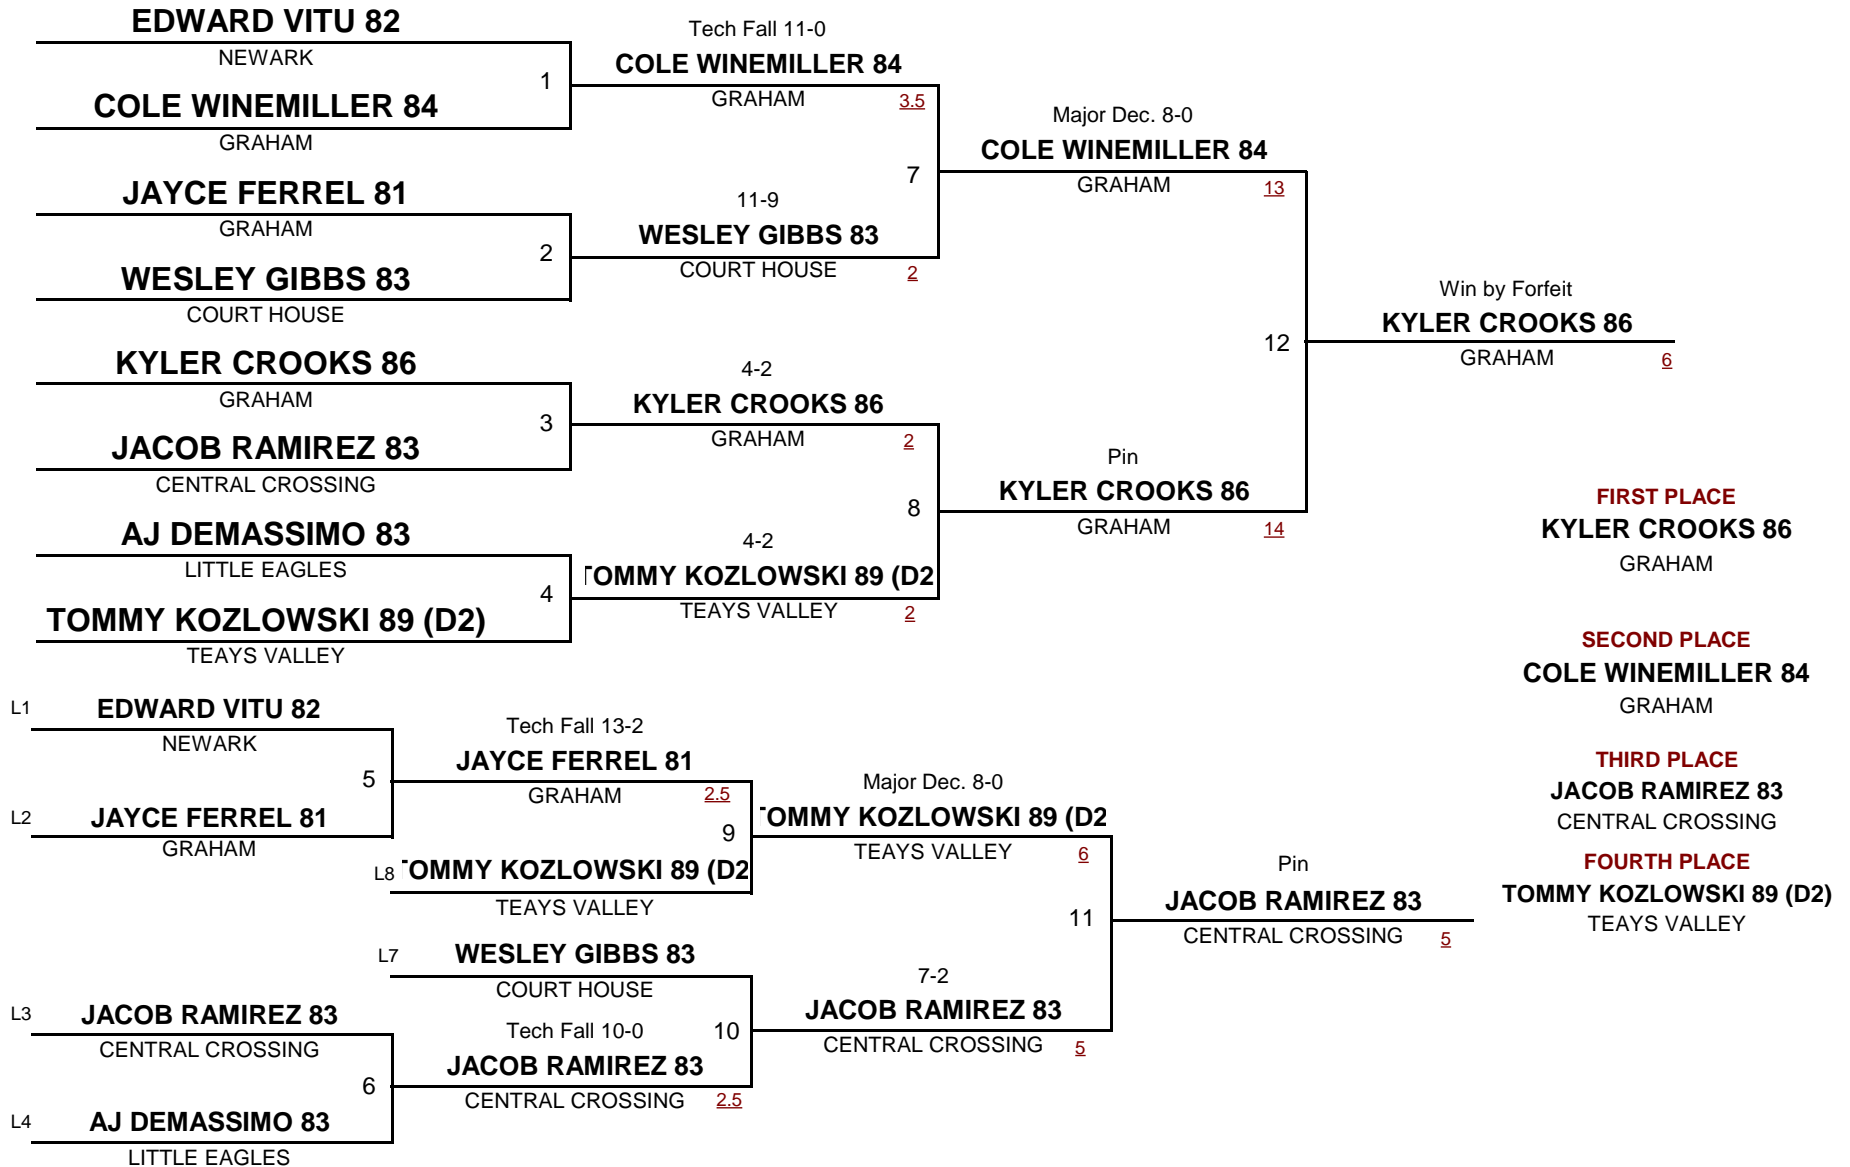 EDWARD VITU 82
NEWARK
1
COLE WINEMILLER 84
GRAHAM
JAYCE FERREL 81
GRAHAM
2
WESLEY GIBBS 83
COURT HOUSE
KYLER CROOKS 86
GRAHAM
3
JACOB RAMIREZ 83
CENTRAL CROSSING
AJ DEMASSIMO 83
LITTLE EAGLES
4
TOMMY KOZLOWSKI 89 (D2)
TEAYS VALLEY
Tech Fall 11-0
COLE WINEMILLER 84
GRAHAM 3.5
7
11-9
WESLEY GIBBS 83
COURT HOUSE 2
4-2
KYLER CROOKS 86
GRAHAM 2
8
4-2
TOMMY KOZLOWSKI 89 (D2
TEAYS VALLEY 2
Major Dec. 8-0
COLE WINEMILLER 84
GRAHAM 13
12
Pin
KYLER CROOKS 86
GRAHAM 14
Win by Forfeit
KYLER CROOKS 86
GRAHAM 6
FIRST PLACE
KYLER CROOKS 86
GRAHAM
SECOND PLACE
COLE WINEMILLER 84
GRAHAM
THIRD PLACE
JACOB RAMIREZ 83
CENTRAL CROSSING
FOURTH PLACE
TOMMY KOZLOWSKI 89 (D2)
TEAYS VALLEY
L1 EDWARD VITU 82
NEWARK
5
L2 JAYCE FERREL 81
GRAHAM
L3 JACOB RAMIREZ 83
CENTRAL CROSSING
6
L4 AJ DEMASSIMO 83
LITTLE EAGLES
Tech Fall 13-2
JAYCE FERREL 81
GRAHAM 2.5
9
L8 TOMMY KOZLOWSKI 89 (D2
TEAYS VALLEY
L7 WESLEY GIBBS 83
COURT HOUSE
Tech Fall 10-0 10
JACOB RAMIREZ 83
CENTRAL CROSSING 2.5
Major Dec. 8-0
TOMMY KOZLOWSKI 89 (D2
TEAYS VALLEY 6
11
7-2
JACOB RAMIREZ 83
CENTRAL CROSSING 5
Pin
JACOB RAMIREZ 83
CENTRAL CROSSING 5